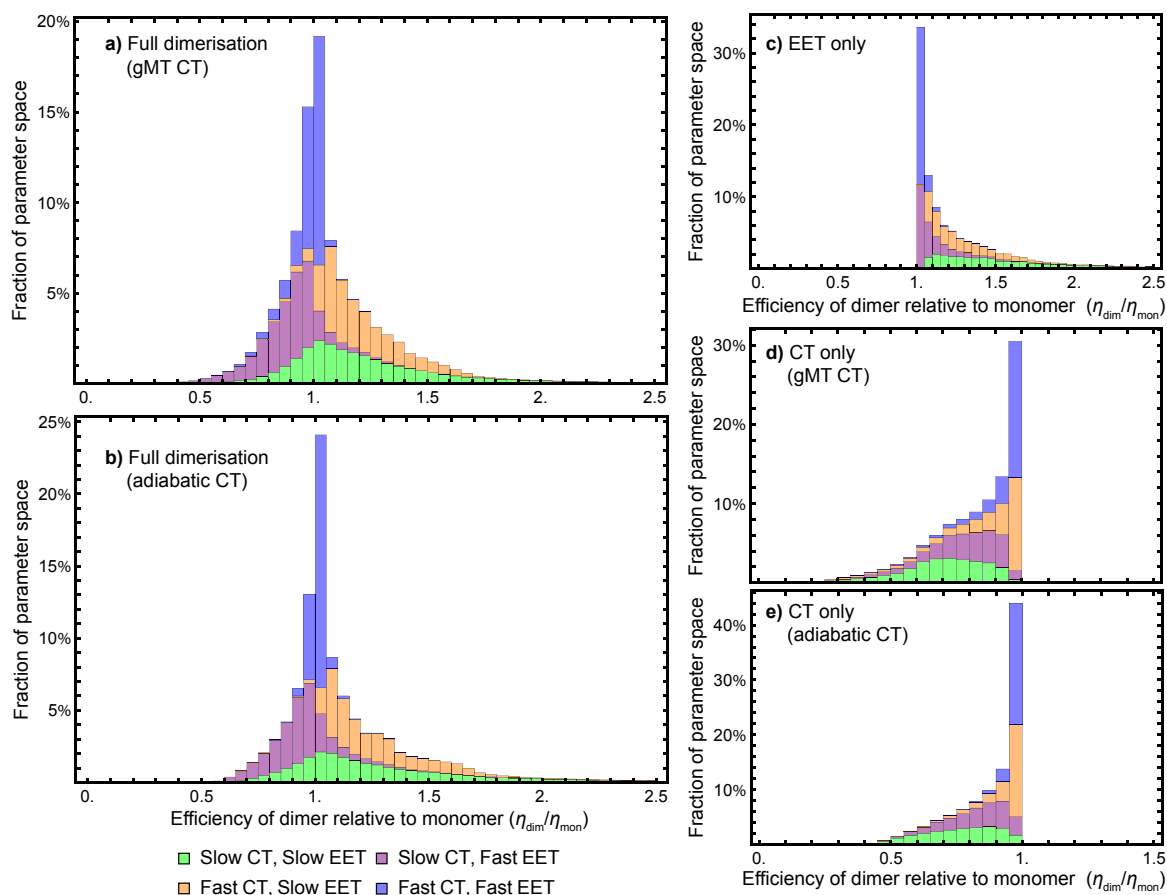 a) Full dimerisation
(gMT CT)
Fraction of parameter space
20%
15%
10%
5%
0. 0.5 1. 1.5 2. 2.5
b) Full dimerisation
(adiabatic CT)
Fraction of parameter space
25%
20%
15%
10%
5%
0. 0.5 1. 1.5 2. 2.5
Efficiency of dimer relative to monomer (ηdim/ηmon)
Slow CT, Slow EET Slow CT, Fast EET
Fast CT, Slow EET Fast CT, Fast EET
c) EET only
Fraction of parameter space
30%
20%
10%
0. 0.5 1. 1.5 2. 2.5
Efficiency of dimer relative to monomer (ηdim/ηmon)
d) CT only
(gMT CT)
Fraction of parameter space
30%
20%
10%
e) CT only
(adiabatic CT)
Fraction of parameter space
40%
30%
20%
10%
0. 0.5 1. 1.5
Efficiency of dimer relative to monomer (ηdim/ηmon)